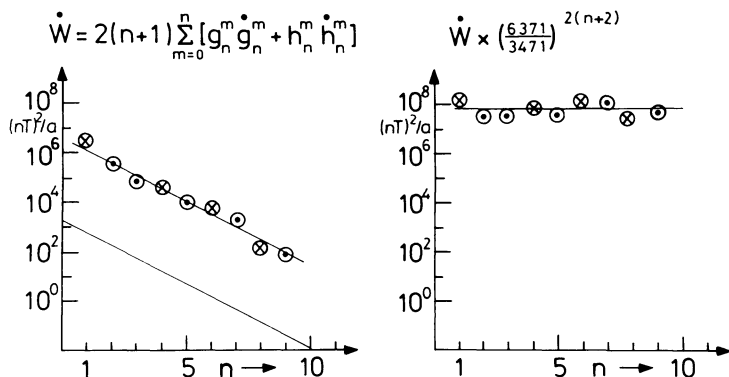 Ẇ = 2(n+1) ∑_{m=0}^{n} [g_n^m ġ_n^m + h_n^m ḣ_n^m]
10^8
(nT)^2/a
10^6
10^4
10^2
10^0
1 5 n → 10
Ẇ × (6371/3471)^{2(n+2)}
10^8
(nT)^2/a
10^6
10^4
10^2
10^0
1 5 n → 10